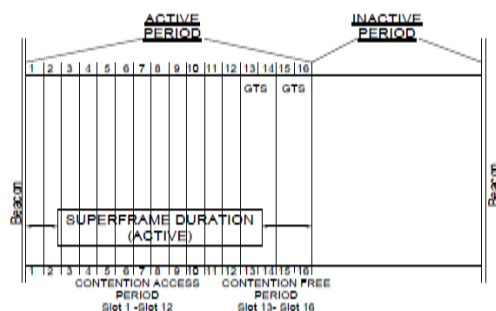 ACTIVE
PERIOD
INACTIVE
PERIOD
1 2 3 4 5 6 7 8 9 10 11 12 13 14 15 16
GTS GTS
Beacon
SUPERFRAME DURATION
(ACTIVE)
Beacon
1 2 3 4 5 6 7 8 9 10 11 12 13 14 15 16
CONTENTION ACCESS
PERIOD
Slot 1 -Slot 12
CONTENTION FREE
PERIOD
Slot 13- Slot 16